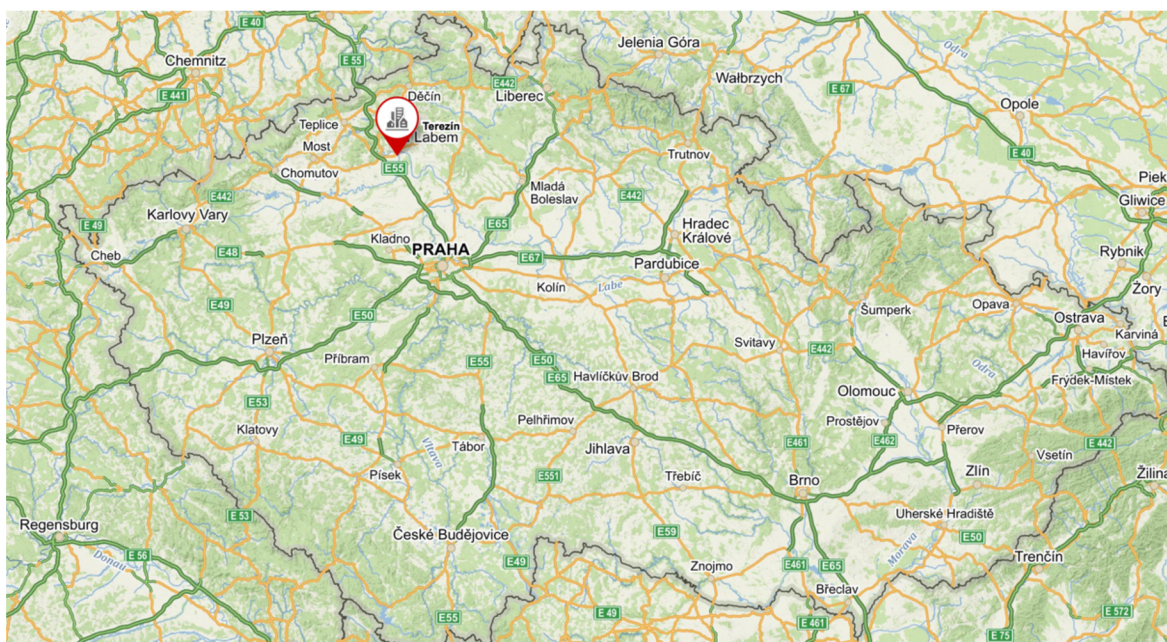 E 40
Chemnitz
E 441
E 55
Děčín
E442
Liberec
Jelenia Góra
Wałbrzych
Odra
E 67
Opole
E 40
Teplice
Terezín
Labem
Most
E55
Chomutov
Trutnov
Piek
Gliwice
E442
E 49
Karlovy Vary
Mladá
Boleslav
E442
E65
Hradec
Králové
Rybnik
Cheb
E48
Kladno
PRAHA
E67
Pardubice
Żory
E49
Kolín
Labe
E50
Šumperk
Opava
Ostrava
E
Karviná
Plzeň
Příbram
E55
E50
E65
Svitavy
E442
Havířov
Odra
Frýdek-Místek
Havlíčkův Brod
Olomouc
E53
Klatovy
E49
Vltava
Tábor
Pelhřimov
Jihlava
E461
Prostějov
E462
Přerov
E 442
Vsetín
Písek
E551
Třebíč
Brno
Zlín
Žilina
Regensburg
E 53
České Budějovice
E59
Uherské Hradiště
E50
Morava
Donau
E 56
E49
Znojmo
E461
E65
Trenčín
Břeclav
E 49
E 461
E 75
E 572